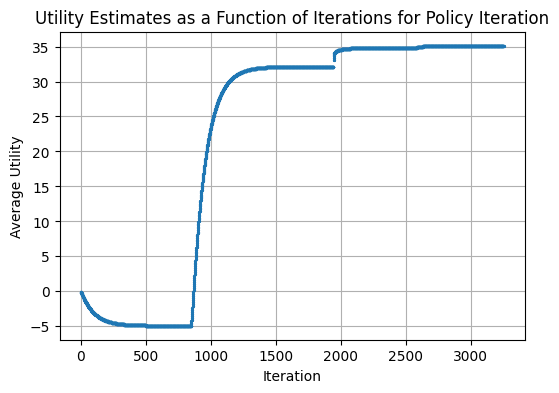 Utility Estimates as a Function of Iterations for Policy Iteration
35
30
25
20
15
10
5
0
−5
Average Utility
0 500 1000 1500 2000 2500 3000
Iteration